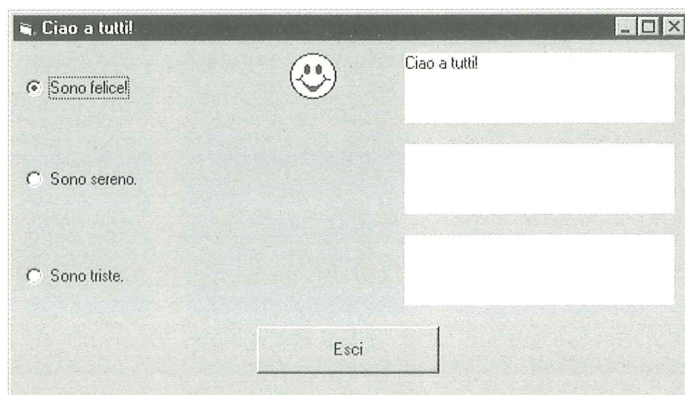 Ciao a tutti!
Sono felice!
Ciao a tutti!
Sono sereno.
Sono triste.
Esci